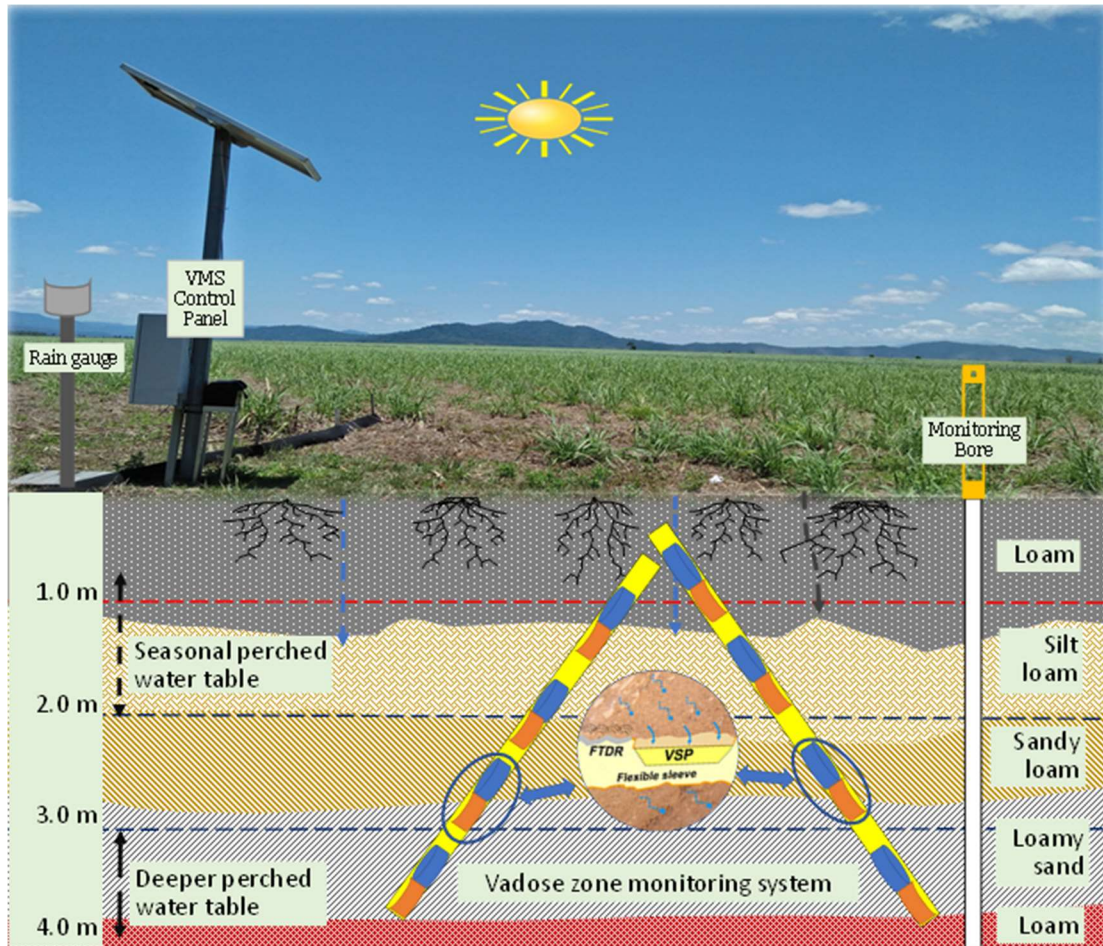 VMS
Control
Panel
Rain gauge
Monitoring
Bore
Loam
1.0 m
Seasonal perched
water table
Silt
loam
2.0 m
Sandy
loam
FTDR
VSP
Flexible sleeve
3.0 m
Loamy
sand
Deeper perched
water table
Vadose zone monitoring system
4.0 m
Loam